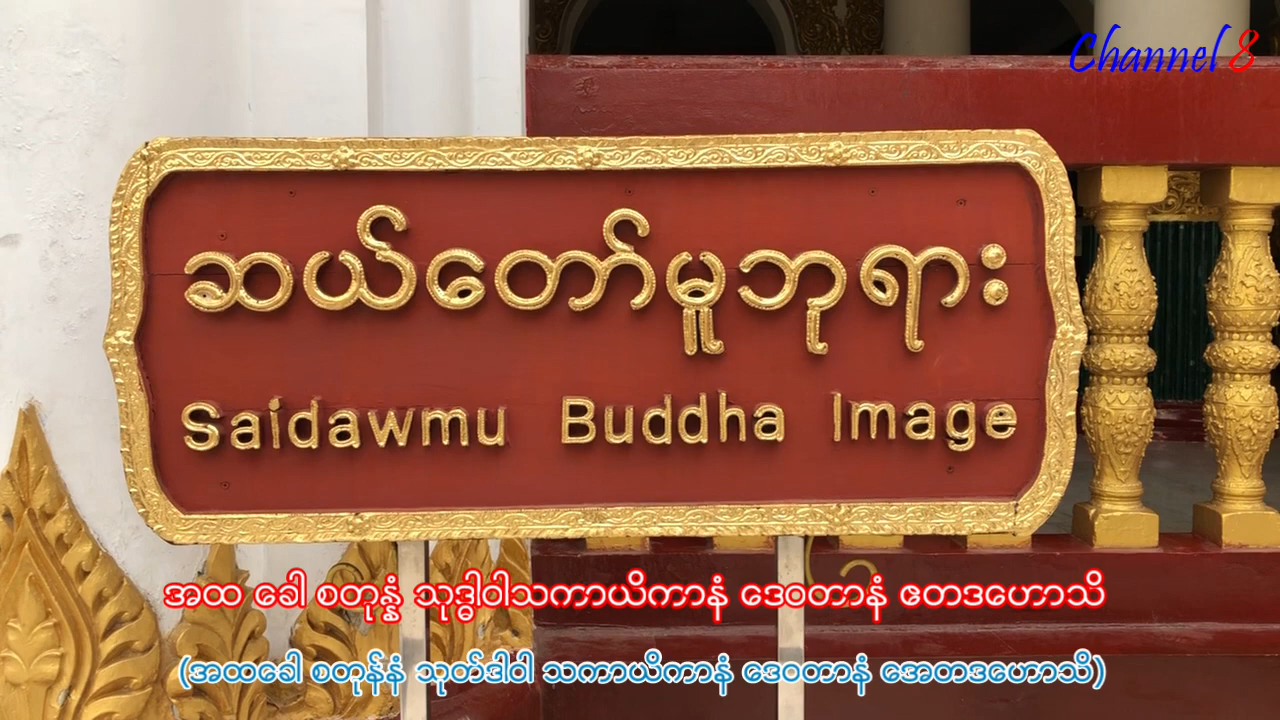 Channel 8
ဆယ်တော်မူဘုရား
Saidawmu Buddha Image
အထ ခေါ စတုန္နံ သုဒ္ဓါဝါသကာယိကာနံ ဒေဝတာနံ ဧတဒဟောသိ
(အထခေါ စတုန်နံ သုတ်ဒါဝါ သကာယိကာနံ ဒေဝတာနံ အေတဒဟောသိ)